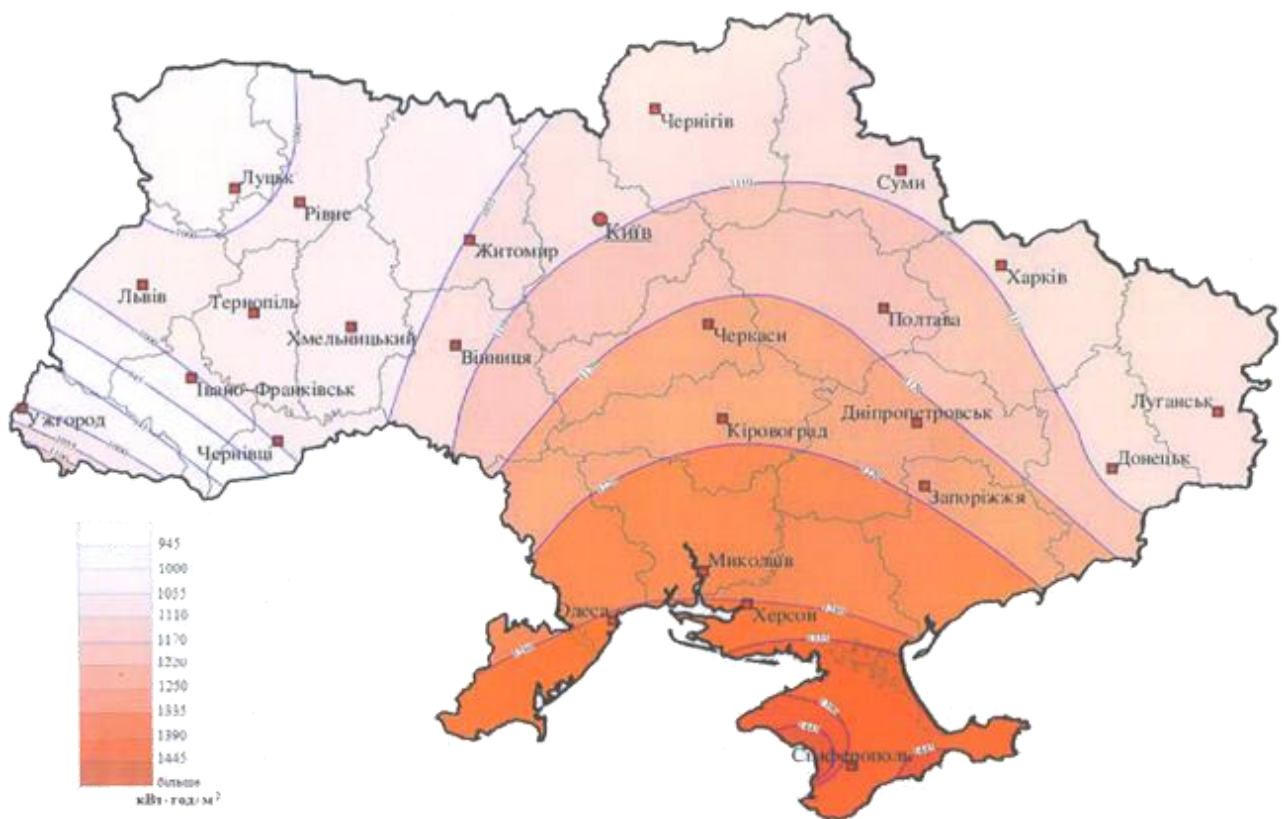 Чернігів
Луцьк
Суми
Рівне
Київ
Житомир
Харків
Львів
Тернопіль
Полтава
Хмельницький
Черкаси
Вінниця
Івано-Франківськ
Ужгород
Луганськ
Дніпропетровськ
Кіровоград
Чернівці
Донецьк
Запоріжжя
945
1000
1055
1110
1170
1220
1250
1335
1390
1445
більше
кВт·год/м²
Миколаїв
Одеса
Херсон